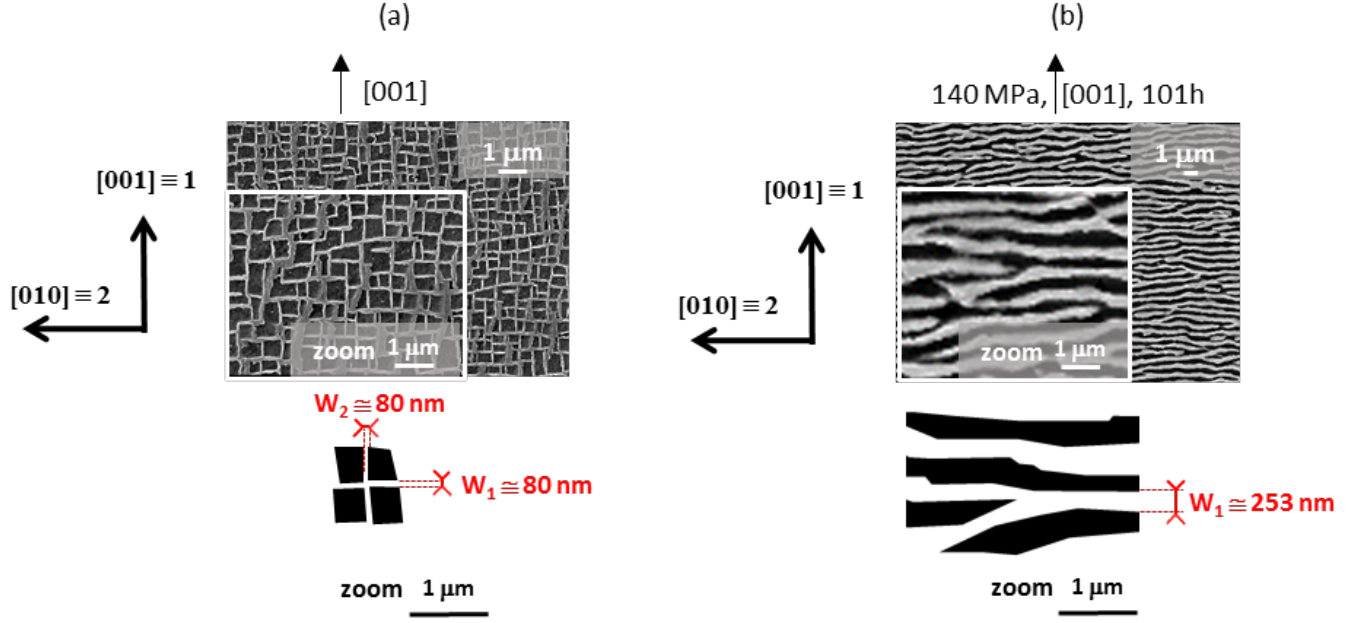 (a)
[001]
1 μm
[001] ≡ 1
[010] ≡ 2
zoom 1 μm
W₂ ≅ 80 nm
W₁ ≅ 80 nm
zoom 1 μm
(b)
140 MPa, [001], 101h
1 μm
[001] ≡ 1
[010] ≡ 2
zoom 1 μm
W₁ ≅ 253 nm
zoom 1 μm